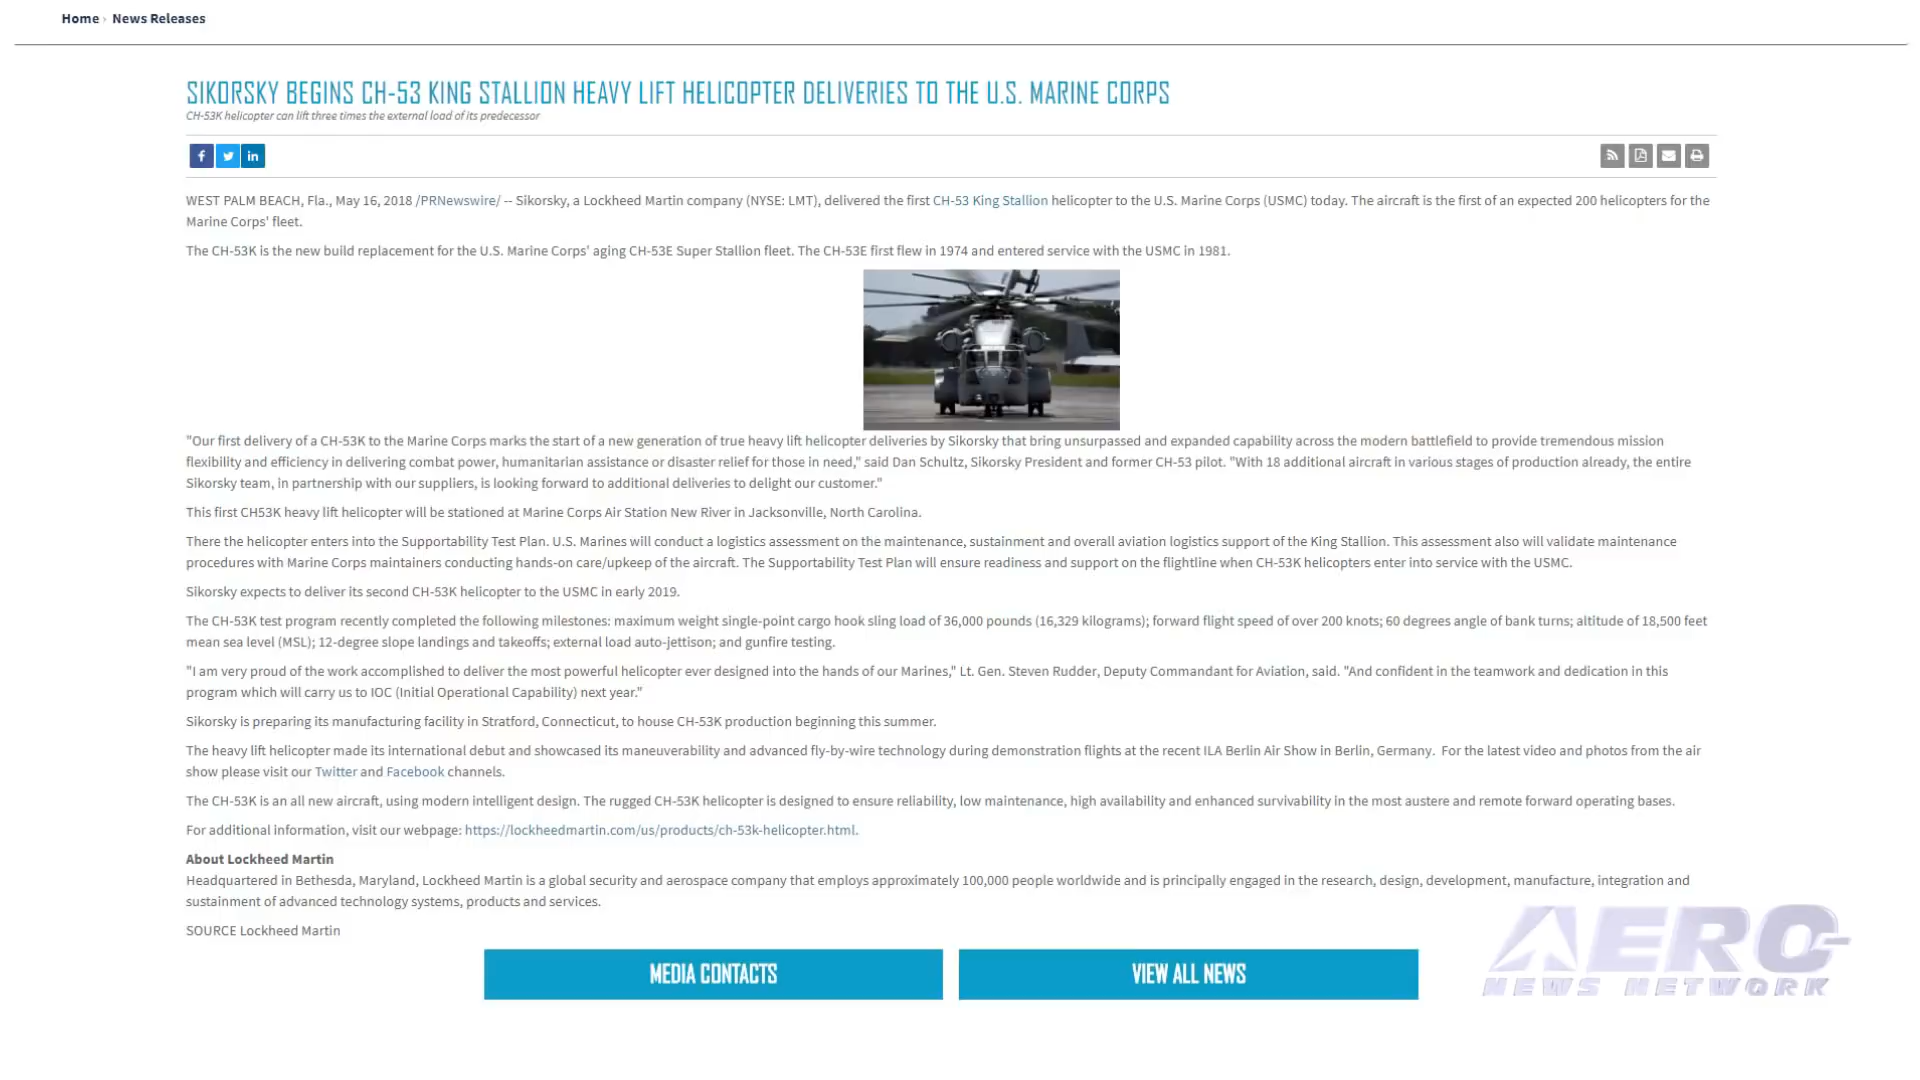 Home › News Releases
SIKORSKY BEGINS CH-53 KING STALLION HEAVY LIFT HELICOPTER DELIVERIES TO THE U.S. MARINE CORPS
CH-53K helicopter can lift three times the external load of its predecessor
WEST PALM BEACH, Fla., May 16, 2018 /PRNewswire/ -- Sikorsky, a Lockheed Martin company (NYSE: LMT), delivered the first CH-53 King Stallion helicopter to the U.S. Marine Corps (USMC) today. The aircraft is the first of an expected 200 helicopters for the
Marine Corps' fleet.
The CH-53K is the new build replacement for the U.S. Marine Corps' aging CH-53E Super Stallion fleet. The CH-53E first flew in 1974 and entered service with the USMC in 1981.
"Our first delivery of a CH-53K to the Marine Corps marks the start of a new generation of true heavy lift helicopter deliveries by Sikorsky that bring unsurpassed and expanded capability across the modern battlefield to provide tremendous mission
flexibility and efficiency in delivering combat power, humanitarian assistance or disaster relief for those in need," said Dan Schultz, Sikorsky President and former CH-53 pilot. "With 18 additional aircraft in various stages of production already, the entire
Sikorsky team, in partnership with our suppliers, is looking forward to additional deliveries to delight our customer."
This first CH53K heavy lift helicopter will be stationed at Marine Corps Air Station New River in Jacksonville, North Carolina.
There the helicopter enters into the Supportability Test Plan. U.S. Marines will conduct a logistics assessment on the maintenance, sustainment and overall aviation logistics support of the King Stallion. This assessment also will validate maintenance
procedures with Marine Corps maintainers conducting hands-on care/upkeep of the aircraft. The Supportability Test Plan will ensure readiness and support on the flightline when CH-53K helicopters enter into service with the USMC.
Sikorsky expects to deliver its second CH-53K helicopter to the USMC in early 2019.
The CH-53K test program recently completed the following milestones: maximum weight single-point cargo hook sling load of 36,000 pounds (16,329 kilograms); forward flight speed of over 200 knots; 60 degrees angle of bank turns; altitude of 18,500 feet
mean sea level (MSL); 12-degree slope landings and takeoffs; external load auto-jettison; and gunfire testing.
"I am very proud of the work accomplished to deliver the most powerful helicopter ever designed into the hands of our Marines," Lt. Gen. Steven Rudder, Deputy Commandant for Aviation, said. "And confident in the teamwork and dedication in this
program which will carry us to IOC (Initial Operational Capability) next year."
Sikorsky is preparing its manufacturing facility in Stratford, Connecticut, to house CH-53K production beginning this summer.
The heavy lift helicopter made its international debut and showcased its maneuverability and advanced fly-by-wire technology during demonstration flights at the recent ILA Berlin Air Show in Berlin, Germany.  For the latest video and photos from the air
show please visit our Twitter and Facebook channels.
The CH-53K is an all new aircraft, using modern intelligent design. The rugged CH-53K helicopter is designed to ensure reliability, low maintenance, high availability and enhanced survivability in the most austere and remote forward operating bases.
For additional information, visit our webpage: https://lockheedmartin.com/us/products/ch-53k-helicopter.html.
About Lockheed Martin
Headquartered in Bethesda, Maryland, Lockheed Martin is a global security and aerospace company that employs approximately 100,000 people worldwide and is principally engaged in the research, design, development, manufacture, integration and
sustainment of advanced technology systems, products and services.
SOURCE Lockheed Martin
MEDIA CONTACTS
VIEW ALL NEWS
AERO-
NEWS NETWORK